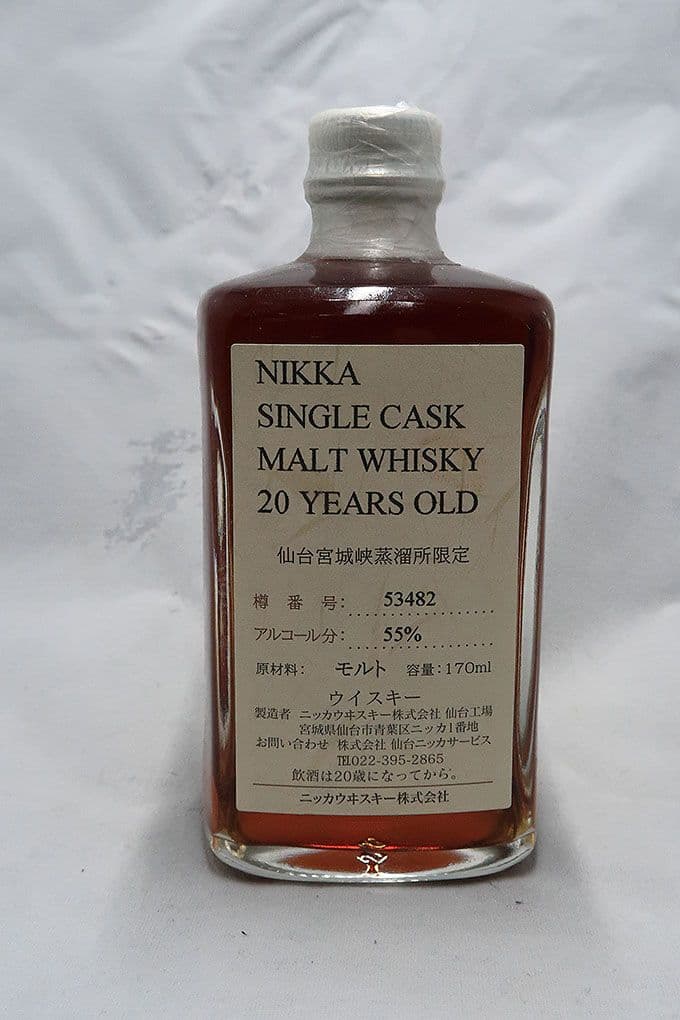 NIKKA
SINGLE CASK
MALT WHISKY
20 YEARS OLD
仙台宮城峡蒸溜所限定
樽番号: 53482
アルコール分: 55%
原材料: モルト 容量:170ml
ウイスキー
製造者 ニッカウヰスキー株式会社 仙台工場
宮城県仙台市青葉区ニッカ1番地
お問い合わせ 株式会社 仙台ニッカサービス
℡022-395-2865
飲酒は20歳になってから。
ニッカウヰスキー株式会社